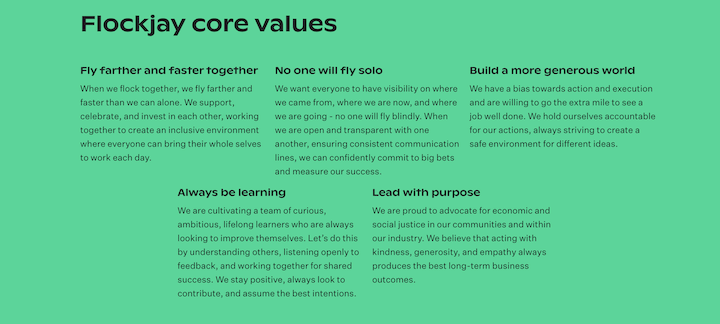 Flockjay core values
Fly farther and faster together
When we flock together, we fly farther and
faster than we can alone. We support,
celebrate, and invest in each other, working
together to create an inclusive environment
where everyone can bring their whole selves
to work each day.
No one will fly solo
We want everyone to have visibility on where
we came from, where we are now, and where
we are going - no one will fly blindly. When
we are open and transparent with one
another, ensuring consistent communication
lines, we can confidently commit to big bets
and measure our success.
Build a more generous world
We have a bias towards action and execution
and are willing to go the extra mile to see a
job well done. We hold ourselves accountable
for our actions, always striving to create a
safe environment for different ideas.
Always be learning
We are cultivating a team of curious,
ambitious, lifelong learners who are always
looking to improve themselves. Let's do this
by understanding others, listening openly to
feedback, and working together for shared
success. We stay positive, always look to
contribute, and assume the best intentions.
Lead with purpose
We are proud to advocate for economic and
social justice in our communities and within
our industry. We believe that acting with
kindness, generosity, and empathy always
produces the best long-term business
outcomes.